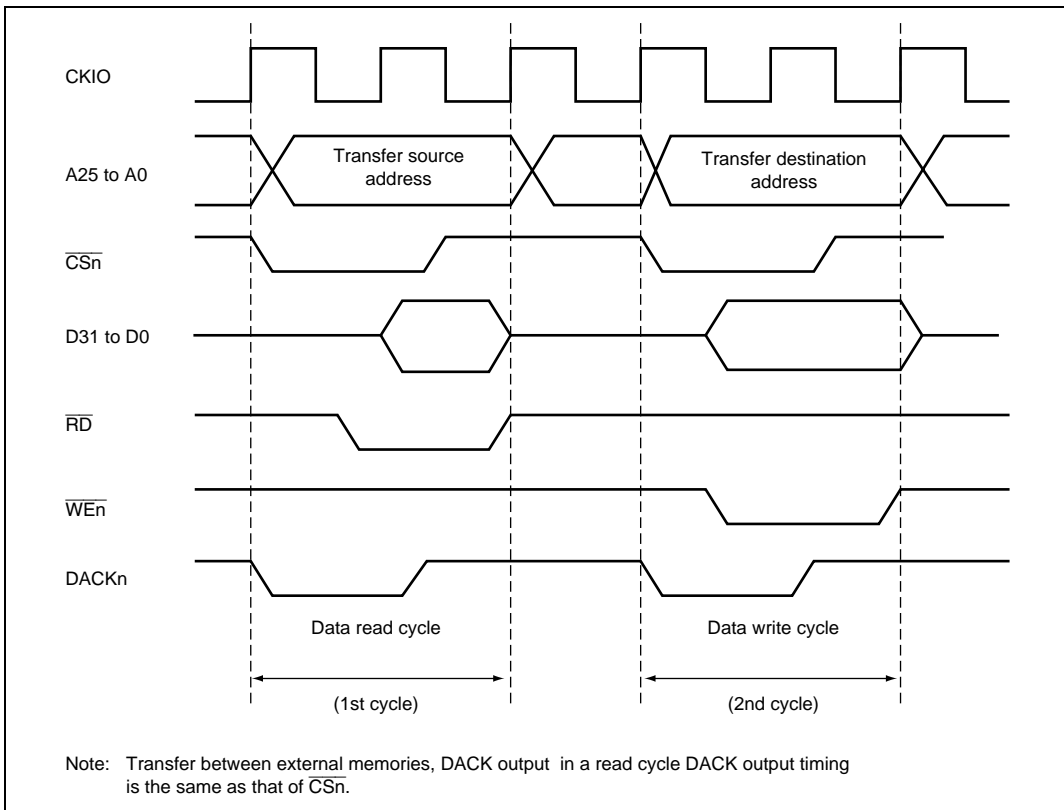 CKIO
A25 to A0
Transfer source
address
Transfer destination
address
CSn
D31 to D0
RD
WEn
DACKn
Data read cycle
Data write cycle
(1st cycle)
(2nd cycle)
Note: Transfer between external memories, DACK output in a read cycle DACK output timing
is the same as that of CSn.